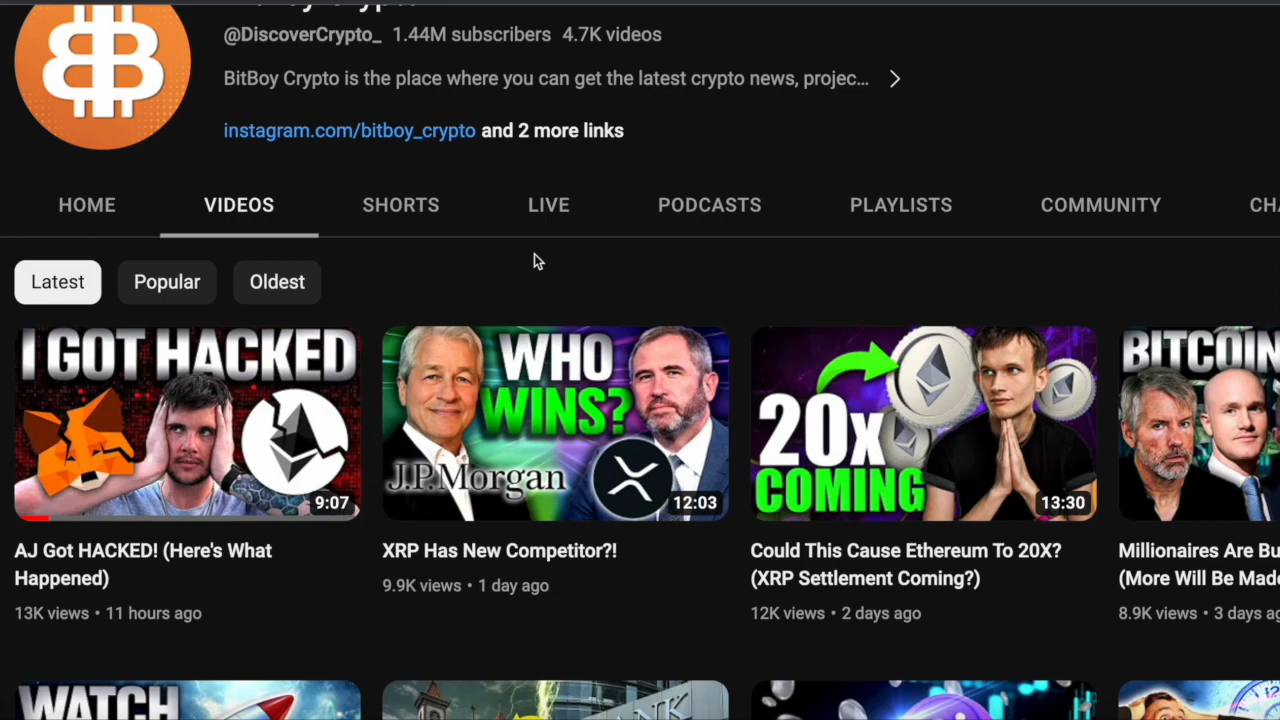 @DiscoverCrypto_ 1.44M subscribers 4.7K videos
BitBoy Crypto is the place where you can get the latest crypto news, projec...
instagram.com/bitboy_crypto and 2 more links
HOME VIDEOS SHORTS LIVE PODCASTS PLAYLISTS COMMUNITY CHA
Latest Popular Oldest
I GOT HACKED
9:07
WHO
WINS?
J.P.Morgan
12:03
20x
COMING
13:30
BITCOIN
AJ Got HACKED! (Here's What
Happened)
13K views • 11 hours ago
XRP Has New Competitor?!
9.9K views • 1 day ago
Could This Cause Ethereum To 20X?
(XRP Settlement Coming?)
12K views • 2 days ago
Millionaires Are Bu
(More Will Be Made
8.9K views • 3 days ag
WATCH